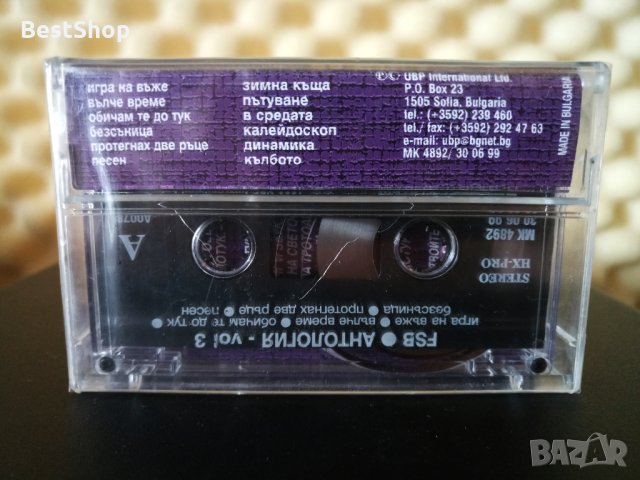 BestShop
игра на въже
вълче време
обичам те до тук
безсъница
протегнах две ръце
песен
зимна къща
пътуване
в средата
калейдоскоп
динамика
кълбото
℗© UBP International Ltd.
P.O. Box 23
1505 Sofia, Bulgaria
tel.: (+3592) 239 460
tel./ fax: (+3592) 292 47 63
e-mail: ubp@bgnet.bg
MK 4892/ 30 06 99
MADE IN BULGARIA
A
STEREO
HX-PRO
MK 4892
30 06 99
НА СВЕТО
FSB ● АНТОЛОГИЯ - vol 3
игра на въже ● вълче време ● обичам те до тук ●
безсъница ● протегнах две ръце ● песен
BAZAR